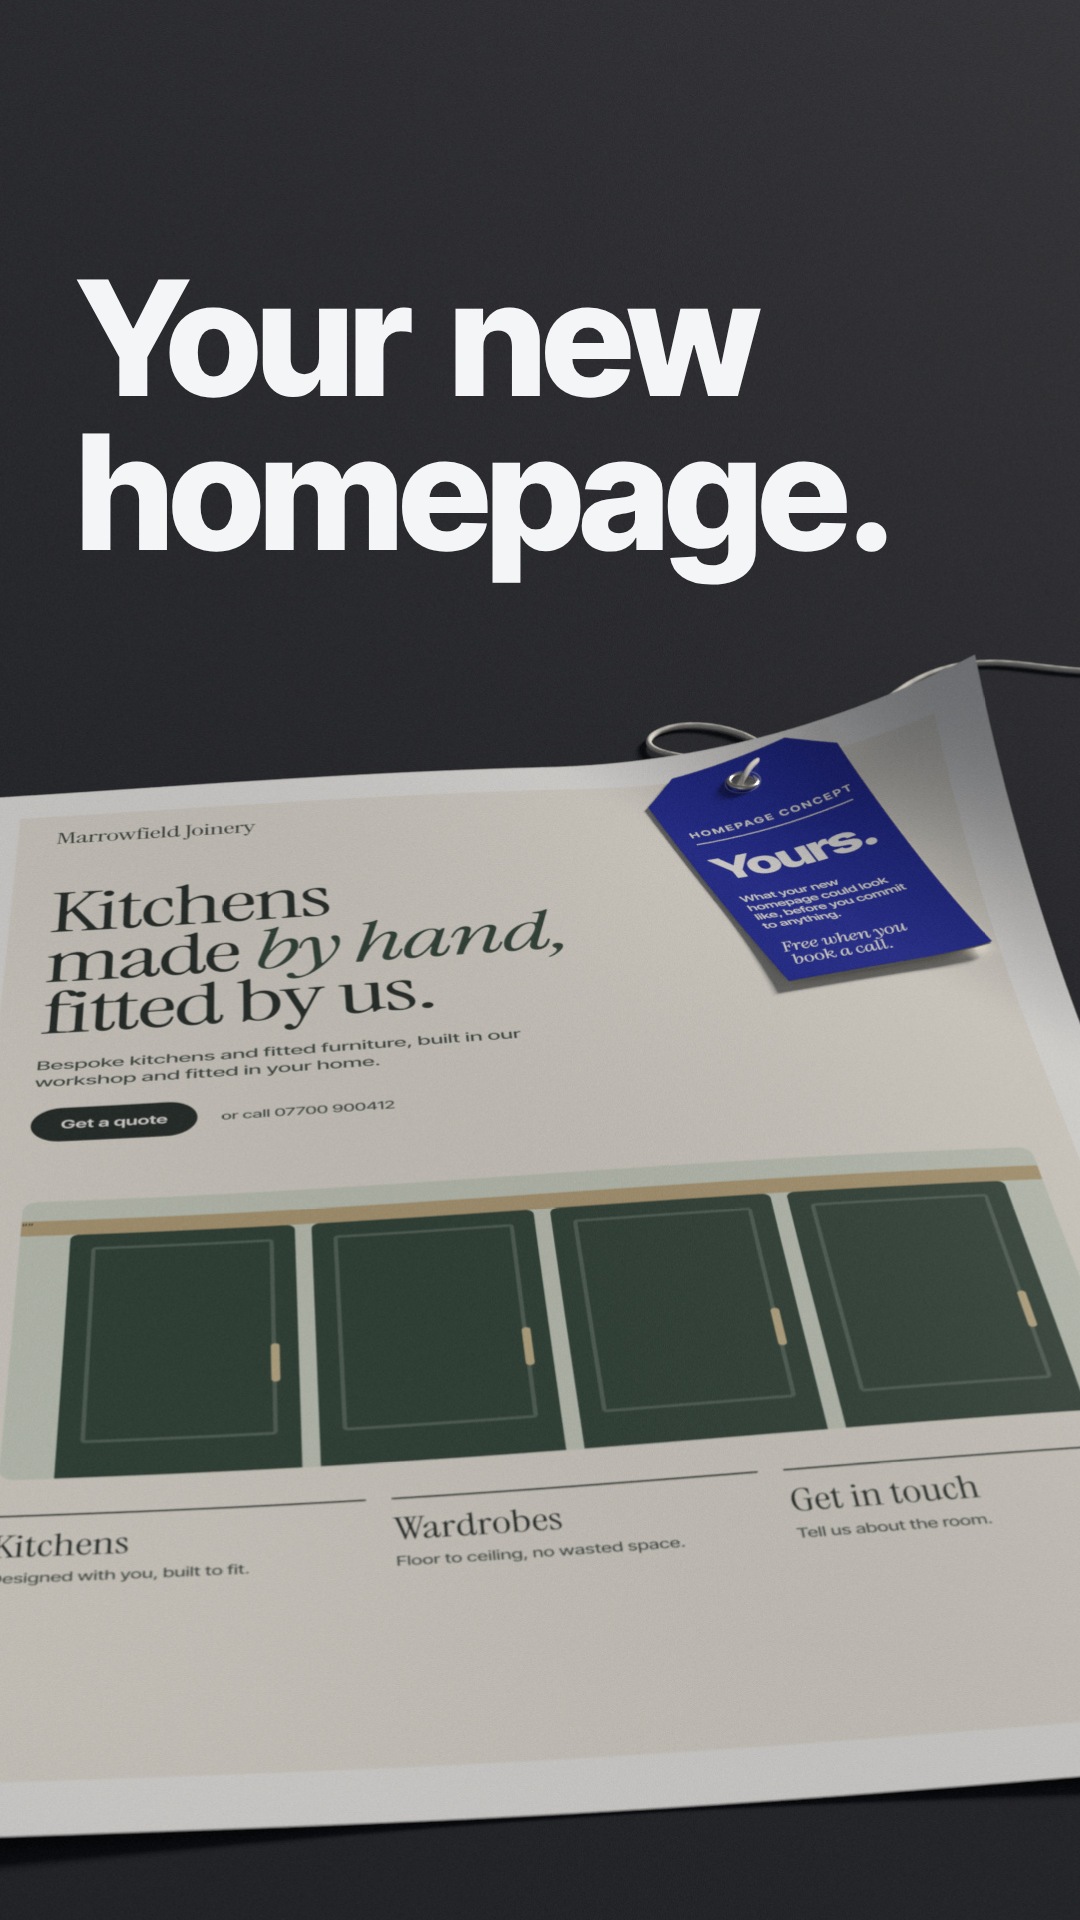 Your new
homepage.
HOMEPAGE CONCEPT
Yours.
What your new
homepage could look
like, before you commit
to anything.
Free when you
book a call.
Marrowfield Joinery
Kitchens
made by hand,
fitted by us.
Bespoke kitchens and fitted furniture, built in our
workshop and fitted in your home.
Get a quote
or call 07700 900412
Kitchens
Designed with you, built to fit.
Wardrobes
Floor to ceiling, no wasted space.
Get in touch
Tell us about the room.